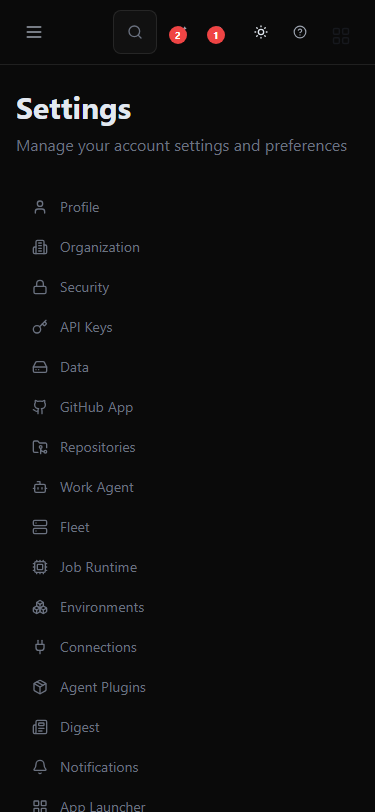 2
1
Settings
Manage your account settings and preferences
Profile
Organization
Security
API Keys
Data
GitHub App
Repositories
Work Agent
Fleet
Job Runtime
Environments
Connections
Agent Plugins
Digest
Notifications
App Launcher